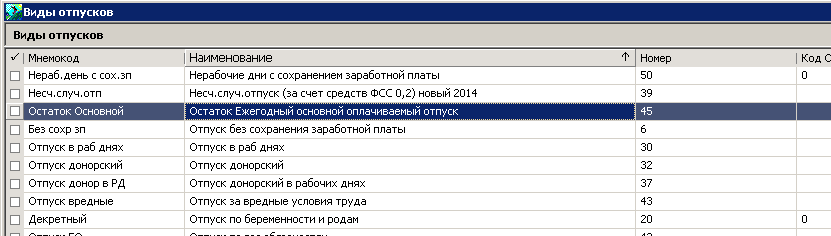 Виды отпусков
Виды отпусков
✓ Мнемокод Наименование ↑ Номер Код О
Нераб.день с сох.зп Нерабочие дни с сохранением заработной платы 50 0
Несч.случ.отп Несч.случ.отпуск (за счет средств ФСС 0,2) новый 2014 39
Остаток Основной Остаток Ежегодный основной оплачиваемый отпуск 45
Без сохр зп Отпуск без сохранения заработной платы 6
Отпуск в раб днях Отпуск в раб днях 30
Отпуск донорский Отпуск донорский 32
Отпуск донор в РД Отпуск донорский в рабочих днях 37
Отпуск вредные Отпуск за вредные условия труда 43
Декретный Отпуск по беременности и родам 20 0